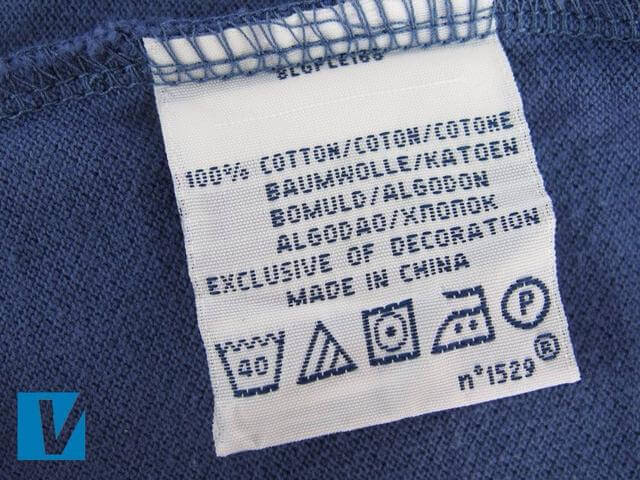 100% COTTON/COTON/COTONE
BAUMWOLLE/KATOEN
BOMULD/ALGODON
ALGODAO/ХЛОПОК
EXCLUSIVE OF DECORATION
MADE IN CHINA
40 P
n°1529®
V